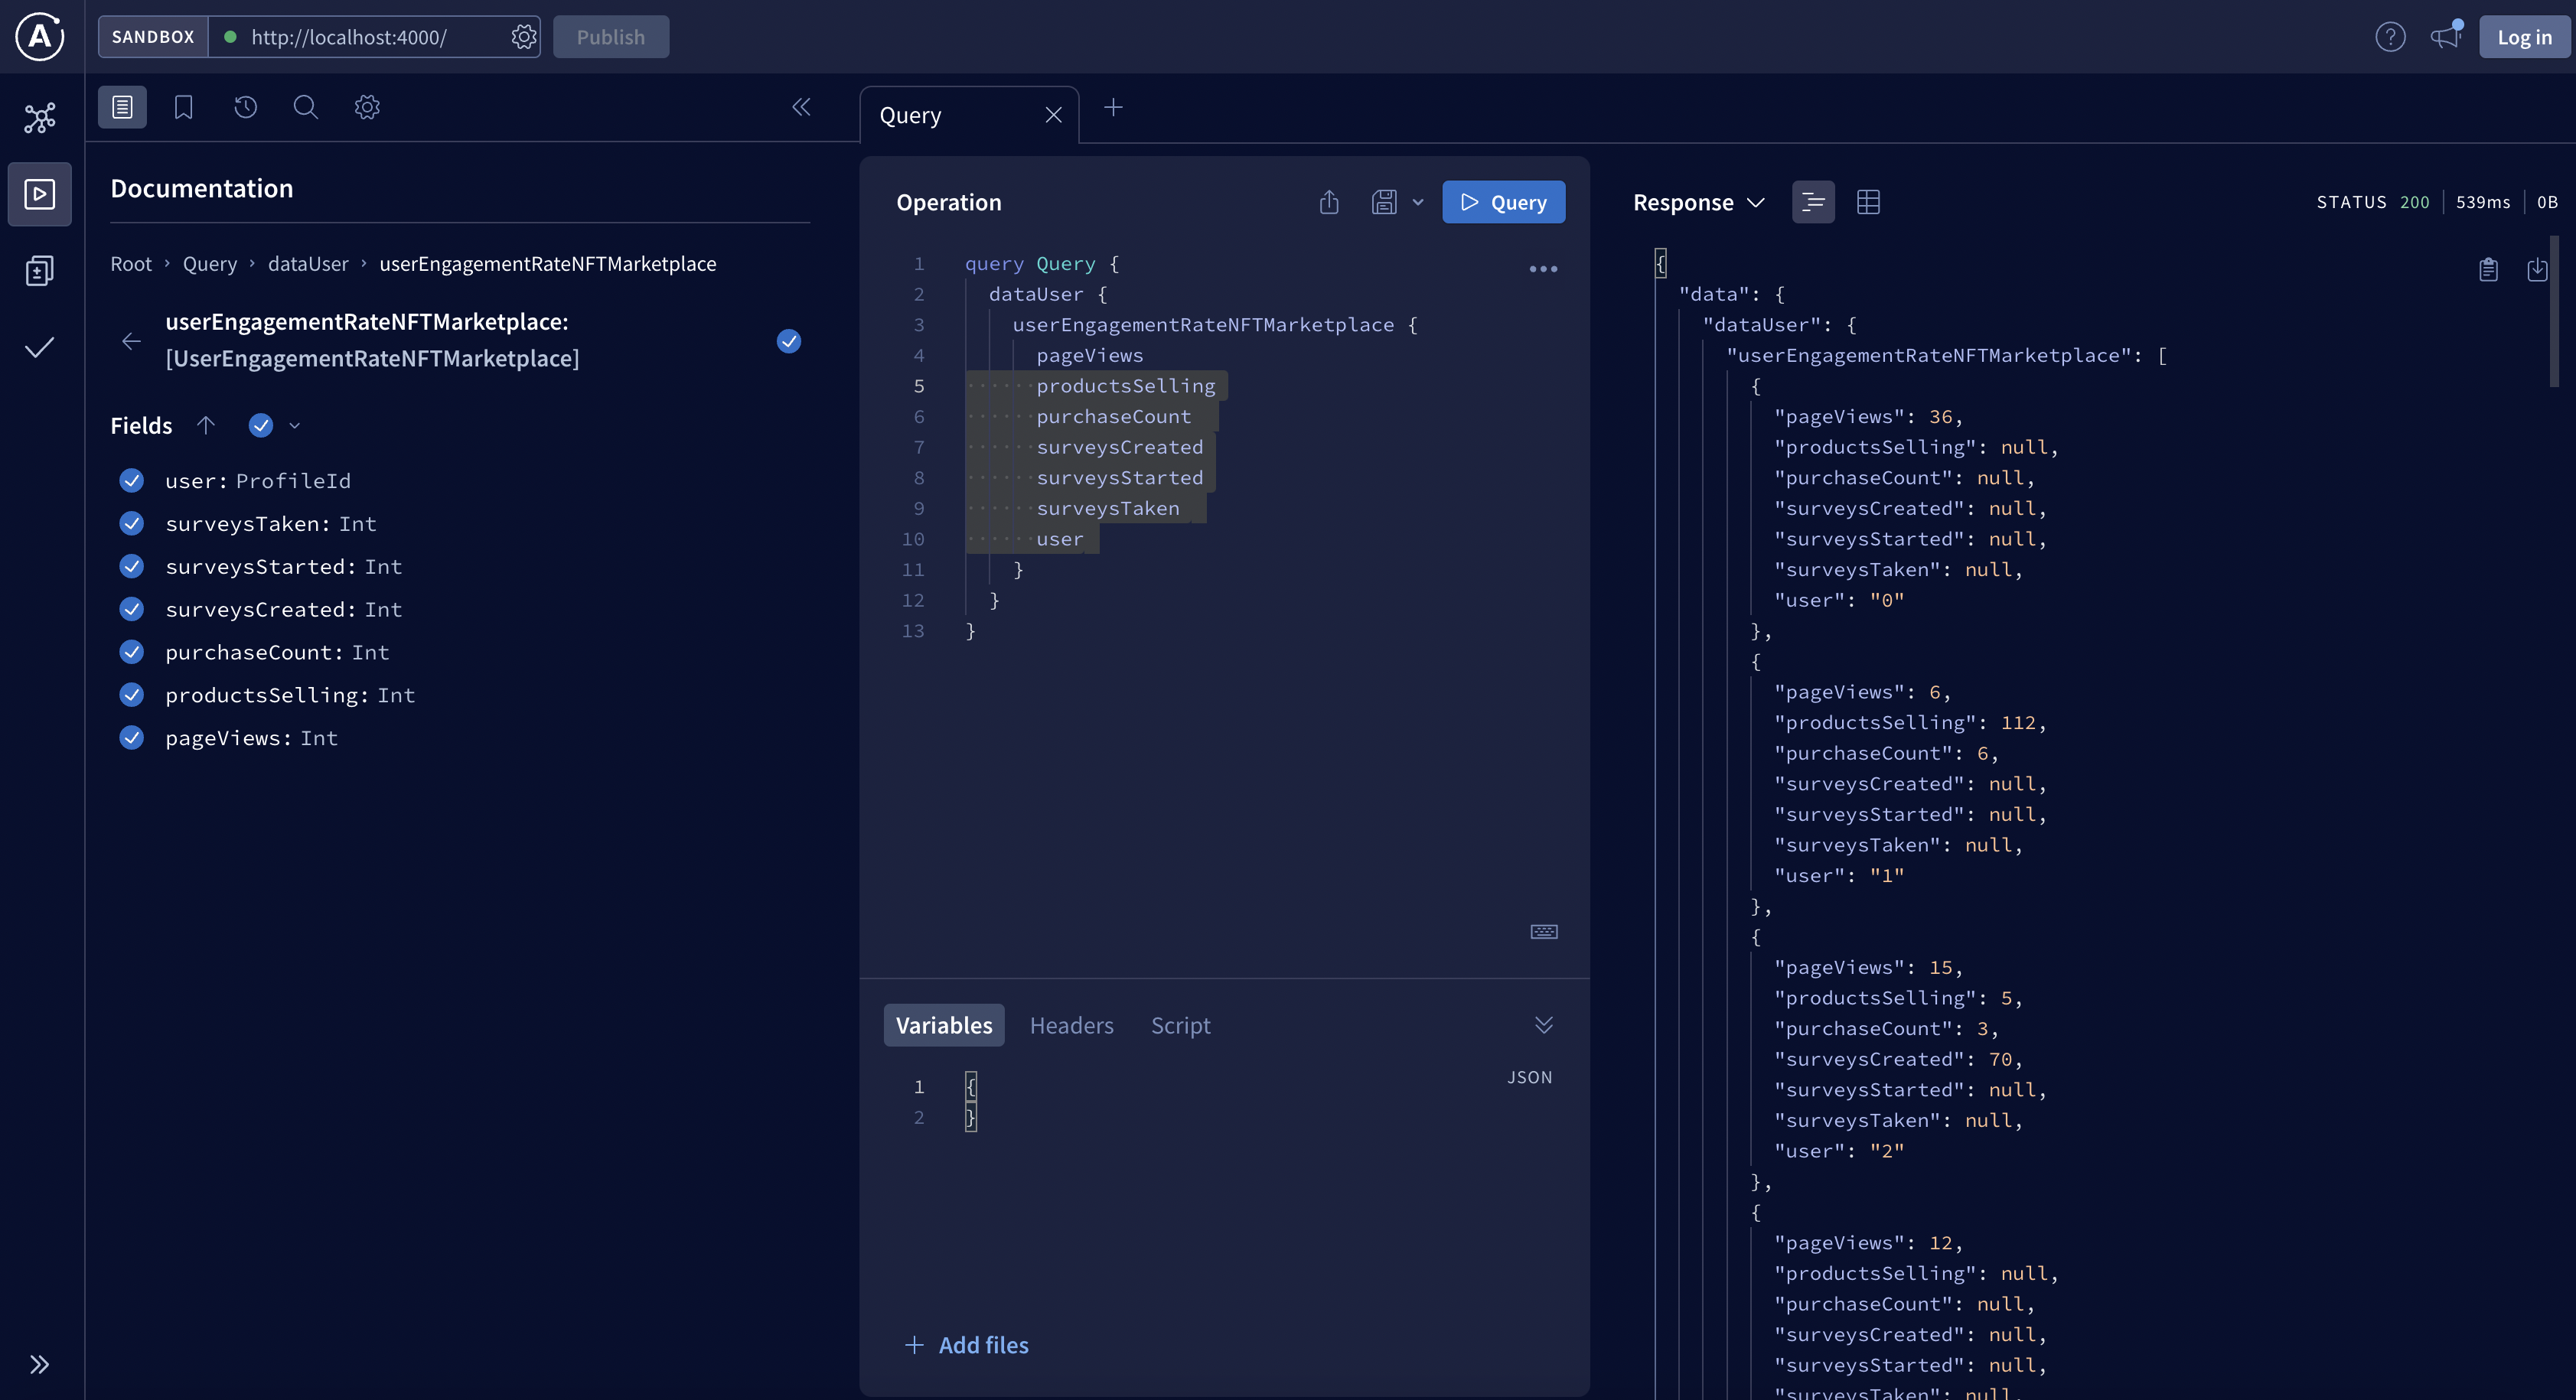 SANDBOX http://localhost:4000/ Publish
Log in
Documentation
Root › Query › dataUser › userEngagementRateNFTMarketplace
userEngagementRateNFTMarketplace:
[UserEngagementRateNFTMarketplace]
Fields
user: ProfileId
surveysTaken: Int
surveysStarted: Int
surveysCreated: Int
purchaseCount: Int
productsSelling: Int
pageViews: Int
Query
Operation
Query
1 query Query {
2 dataUser {
3 userEngagementRateNFTMarketplace {
4 pageViews
5 ······productsSelling
6 ······purchaseCount
7 ······surveysCreated
8 ······surveysStarted
9 ······surveysTaken
10 ······user
11 }
12 }
13 }
Variables Headers Script
JSON
1 {
2 }
Add files
Response
STATUS 200 539ms 0B
{
"data": {
"dataUser": {
"userEngagementRateNFTMarketplace": [
{
"pageViews": 36,
"productsSelling": null,
"purchaseCount": null,
"surveysCreated": null,
"surveysStarted": null,
"surveysTaken": null,
"user": "0"
},
{
"pageViews": 6,
"productsSelling": 112,
"purchaseCount": 6,
"surveysCreated": null,
"surveysStarted": null,
"surveysTaken": null,
"user": "1"
},
{
"pageViews": 15,
"productsSelling": 5,
"purchaseCount": 3,
"surveysCreated": 70,
"surveysStarted": null,
"surveysTaken": null,
"user": "2"
},
{
"pageViews": 12,
"productsSelling": null,
"purchaseCount": null,
"surveysCreated": null,
"surveysStarted": null,
"surveysTaken": null,